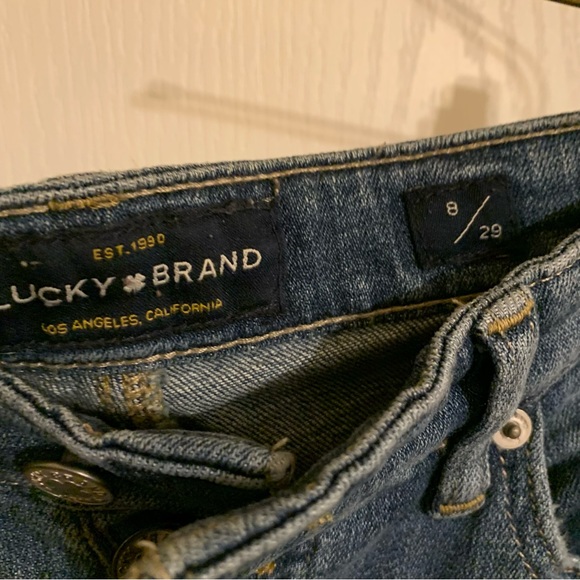 EST. 1990
LUCKY BRAND
LOS ANGELES, CALIFORNIA
8/29